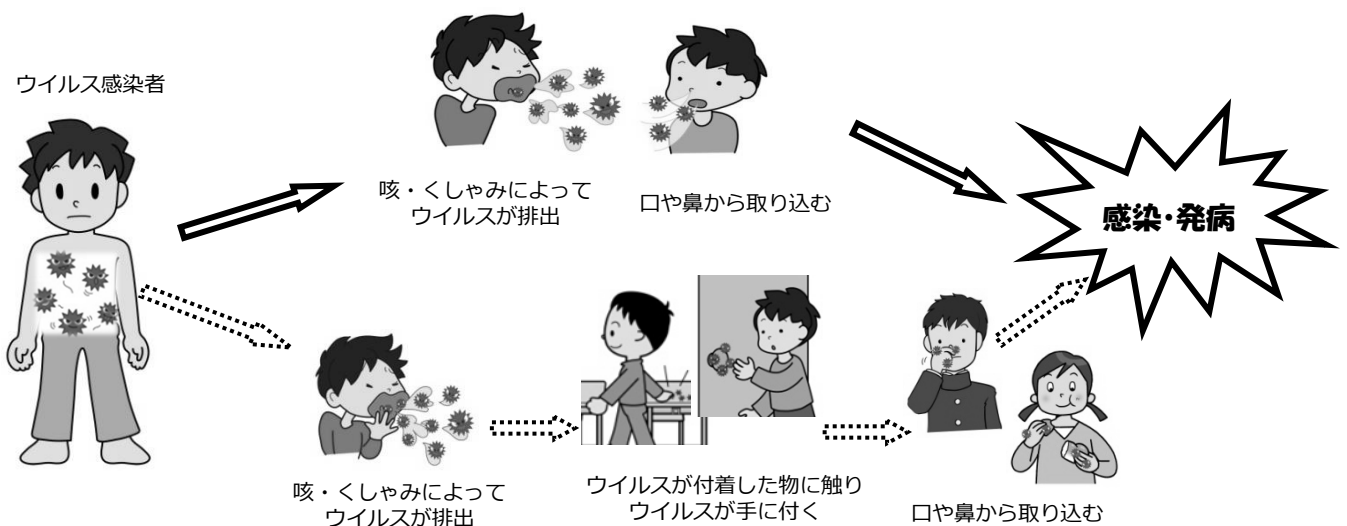 ウイルス感染者
咳・くしゃみによって
ウイルスが排出
口や鼻から取り込む
感染・発病
咳・くしゃみによって
ウイルスが排出
ウイルスが付着した物に触り
ウイルスが手に付く
口や鼻から取り込む